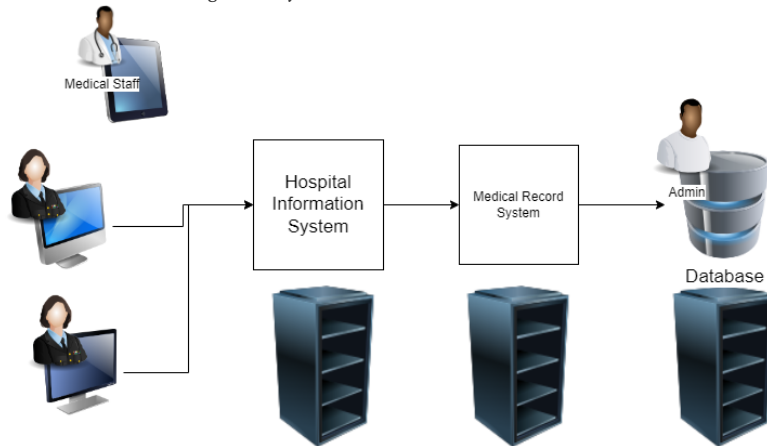 Medical Staff
Hospital
Information
System
Medical Record
System
Admin
Database